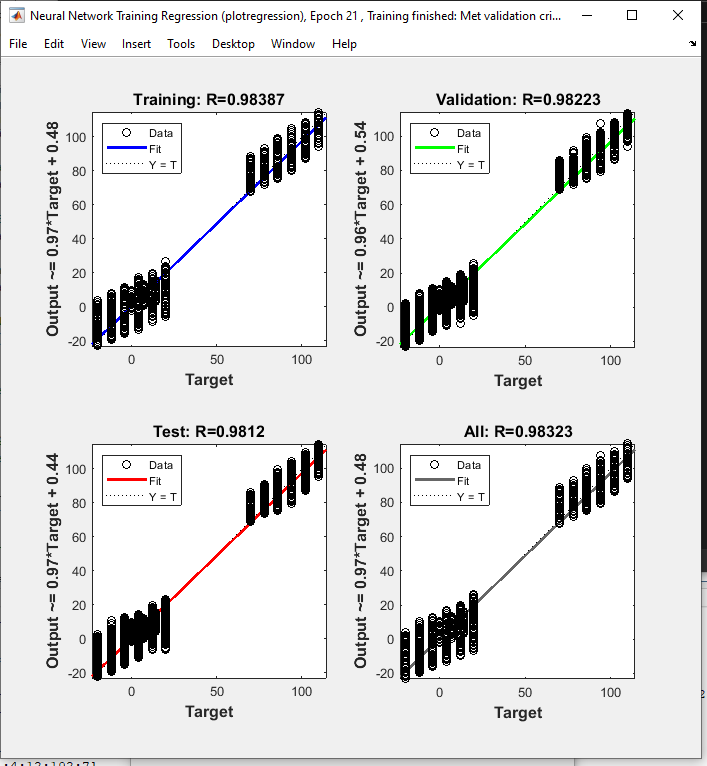 Neural Network Training Regression (plotregression), Epoch 21 , Training finished: Met validation cri...
File Edit View Insert Tools Desktop Window Help
Training: R=0.98387
Output ~= 0.97*Target + 0.48
Data
Fit
Y = T
100
80
60
40
20
0
-20
0 50 100
Target
Validation: R=0.98223
Output ~= 0.96*Target + 0.54
Data
Fit
Y = T
100
80
60
40
20
0
-20
0 50 100
Target
Test: R=0.9812
Output ~= 0.97*Target + 0.44
Data
Fit
Y = T
100
80
60
40
20
0
-20
0 50 100
Target
All: R=0.98323
Output ~= 0.97*Target + 0.48
Data
Fit
Y = T
100
80
60
40
20
0
-20
0 50 100
Target